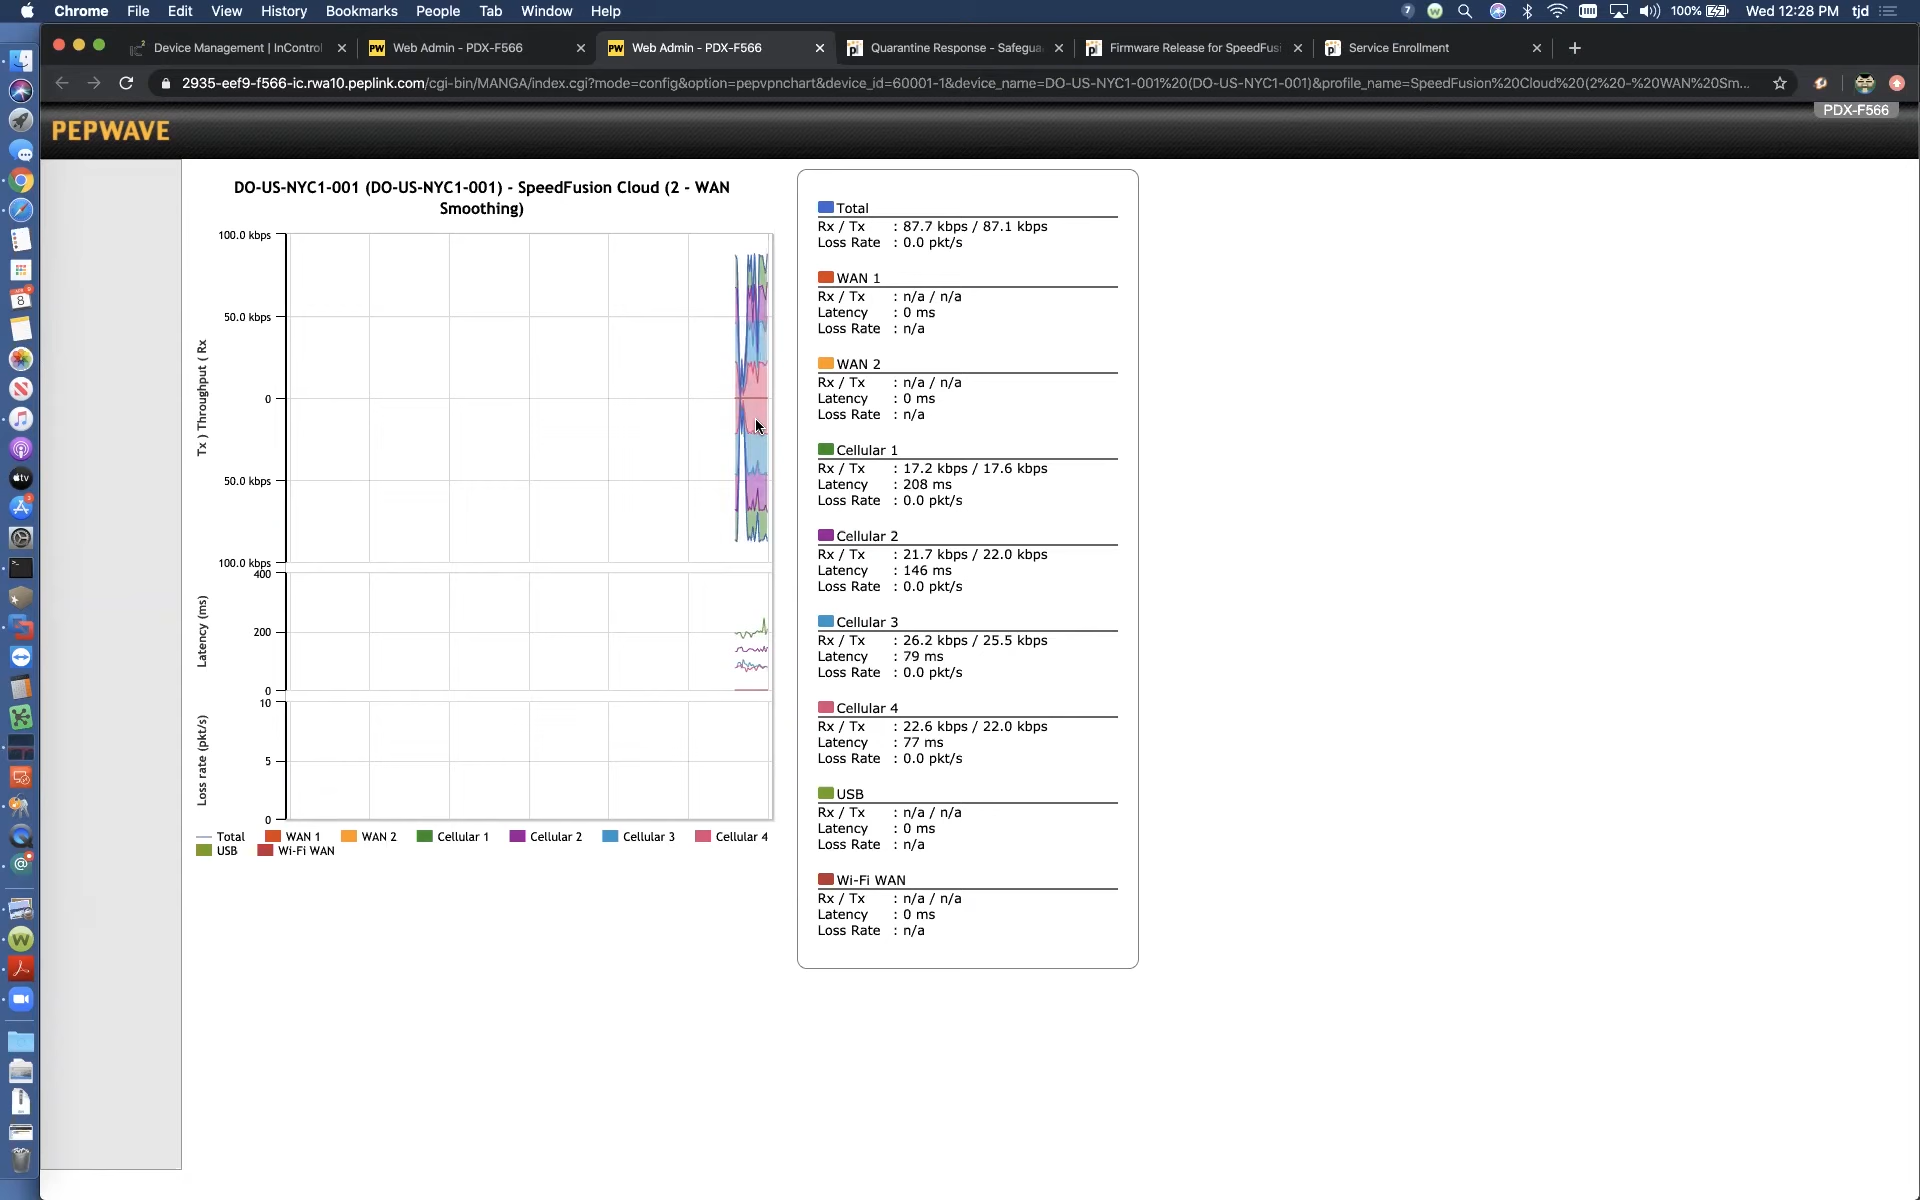 Chrome File Edit View History Bookmarks People Tab Window Help
7 100% Wed 12:28 PM tjd
Device Management | InControl
Web Admin - PDX-F566
Web Admin - PDX-F566
Quarantine Response - Safegua
Firmware Release for SpeedFusi
Service Enrollment
2935-eef9-f566-ic.rwa10.peplink.com/cgi-bin/MANGA/index.cgi?mode=config&option=pepvpnchart&device_id=60001-1&device_name=DO-US-NYC1-001%20(DO-US-NYC1-001)&profile_name=SpeedFusion%20Cloud%20(2%20-%20WAN%20Sm...
PDX-F566
PEPWAVE
DO-US-NYC1-001 (DO-US-NYC1-001) - SpeedFusion Cloud (2 - WAN
Smoothing)
100.0 kbps
50.0 kbps
0
50.0 kbps
100.0 kbps
Tx ) Throughput ( Rx
400
200
0
Latency (ms)
10
5
0
Loss rate (pkt/s)
Total WAN 1 WAN 2 Cellular 1 Cellular 2 Cellular 3 Cellular 4
USB Wi-Fi WAN
Total
Rx / Tx : 87.7 kbps / 87.1 kbps
Loss Rate : 0.0 pkt/s
WAN 1
Rx / Tx : n/a / n/a
Latency : 0 ms
Loss Rate : n/a
WAN 2
Rx / Tx : n/a / n/a
Latency : 0 ms
Loss Rate : n/a
Cellular 1
Rx / Tx : 17.2 kbps / 17.6 kbps
Latency : 208 ms
Loss Rate : 0.0 pkt/s
Cellular 2
Rx / Tx : 21.7 kbps / 22.0 kbps
Latency : 146 ms
Loss Rate : 0.0 pkt/s
Cellular 3
Rx / Tx : 26.2 kbps / 25.5 kbps
Latency : 79 ms
Loss Rate : 0.0 pkt/s
Cellular 4
Rx / Tx : 22.6 kbps / 22.0 kbps
Latency : 77 ms
Loss Rate : 0.0 pkt/s
USB
Rx / Tx : n/a / n/a
Latency : 0 ms
Loss Rate : n/a
Wi-Fi WAN
Rx / Tx : n/a / n/a
Latency : 0 ms
Loss Rate : n/a